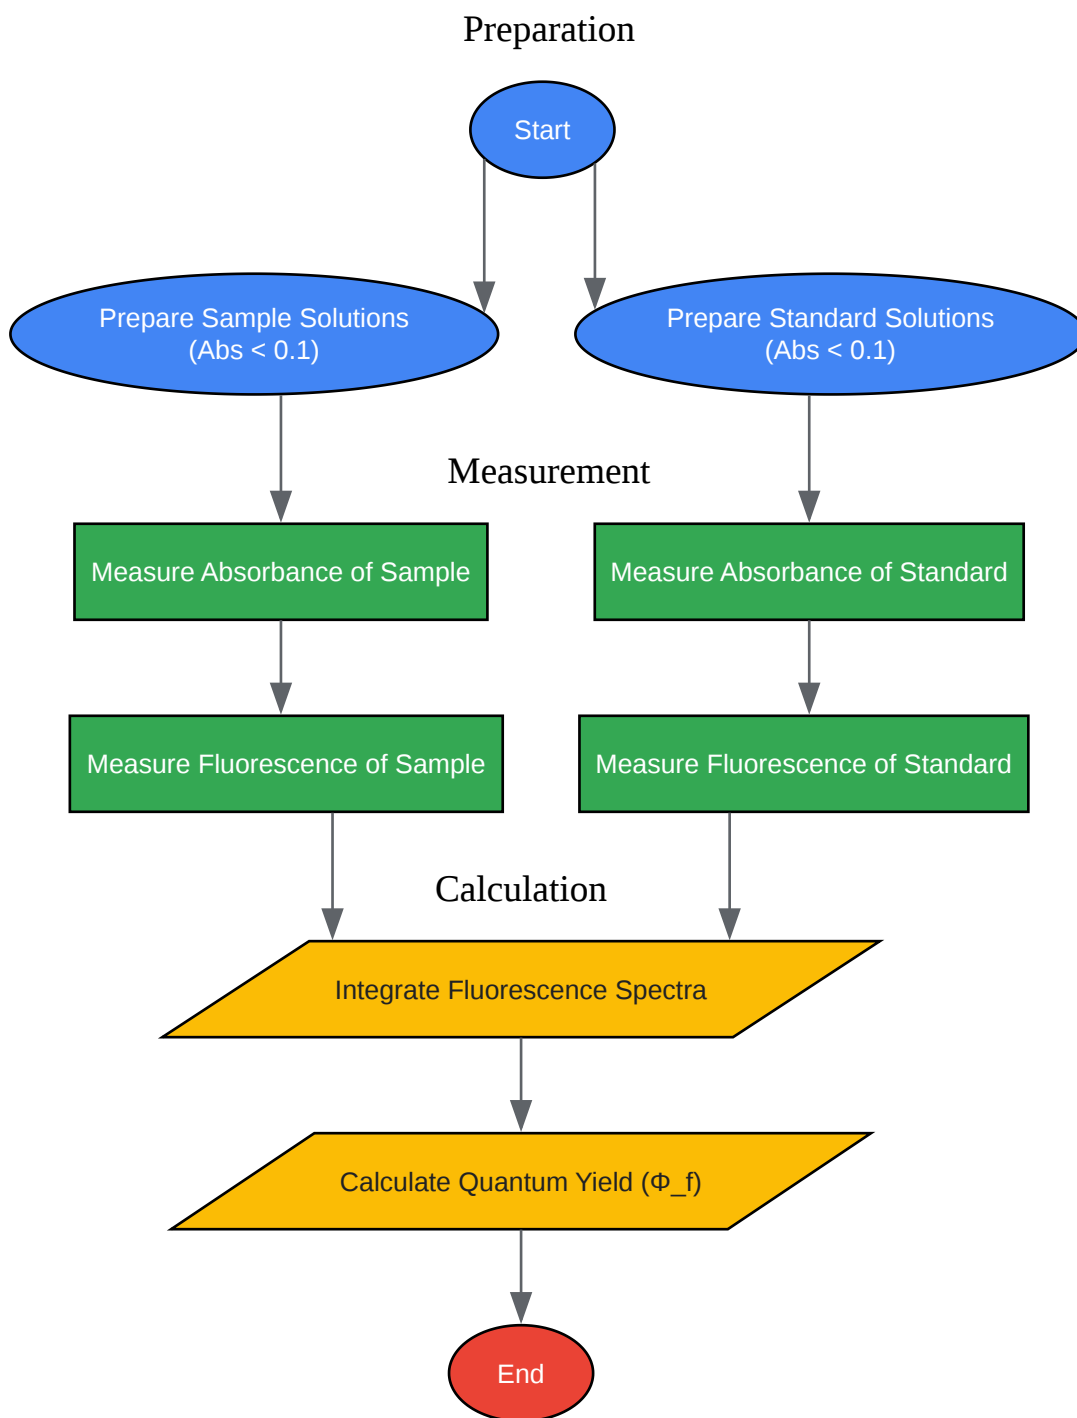 Preparation
Start
Prepare Sample Solutions
(Abs < 0.1)
Prepare Standard Solutions
(Abs < 0.1)
Measurement
Measure Absorbance of Sample
Measure Absorbance of Standard
Measure Fluorescence of Sample
Measure Fluorescence of Standard
Calculation
Integrate Fluorescence Spectra
Calculate Quantum Yield (Φ_f)
End